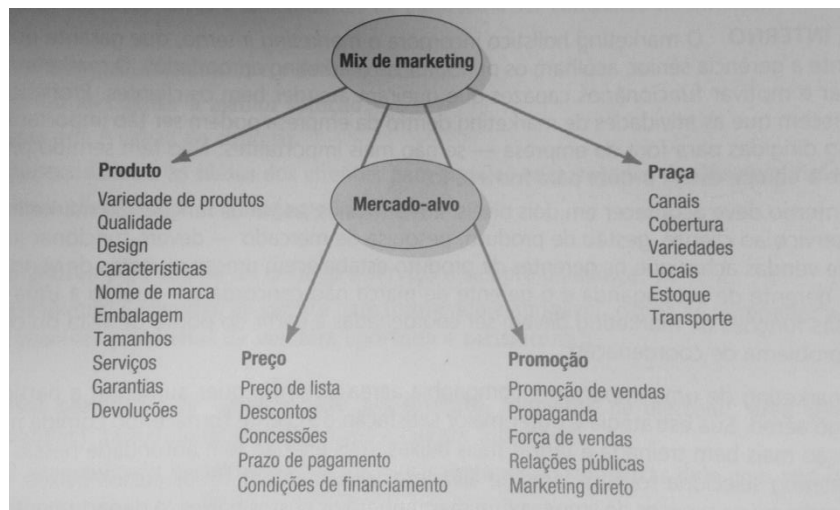 Mix de marketing
Mercado-alvo
Produto
Variedade de produtos
Qualidade
Design
Características
Nome de marca
Embalagem
Tamanhos
Serviços
Garantias
Devoluções
Preço
Preço de lista
Descontos
Concessões
Prazo de pagamento
Condições de financiamento
Promoção
Promoção de vendas
Propaganda
Força de vendas
Relações públicas
Marketing direto
Praça
Canais
Cobertura
Variedades
Locais
Estoque
Transporte